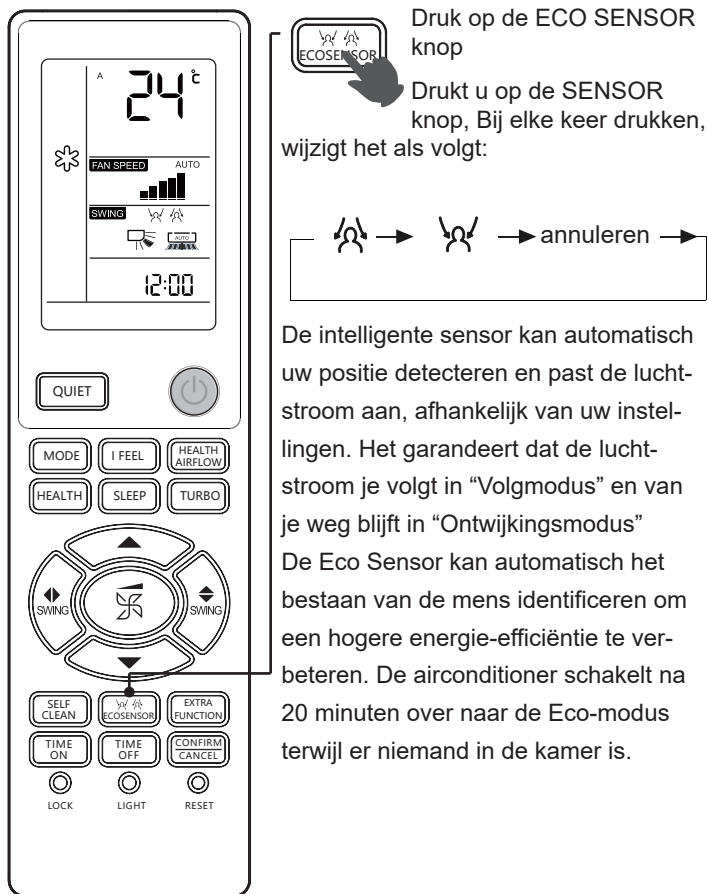 A 24 °c
FAN SPEED AUTO
SWING
AUTO
12:00
QUIET
MODE I FEEL HEALTH AIRFLOW
HEALTH SLEEP TURBO
SWING SWING
SELF CLEAN ECOSENSOR EXTRA FUNCTION
TIME ON TIME OFF CONFIRM CANCEL
LOCK LIGHT RESET
ECOSENSOR
Druk op de ECO SENSOR
knop
Drukt u op de SENSOR
knop, Bij elke keer drukken,
wijzigt het als volgt:
annuleren
De intelligente sensor kan automatisch
uw positie detecteren en past de lucht-
stroom aan, afhankelijk van uw instel-
lingen. Het garandeert dat de lucht-
stroom je volgt in “Volgmodus” en van
je weg blijft in “Ontwijkingsmodus”
De Eco Sensor kan automatisch het
bestaan van de mens identificeren om
een hogere energie-efficiëntie te ver-
beteren. De airconditioner schakelt na
20 minuten over naar de Eco-modus
terwijl er niemand in de kamer is.